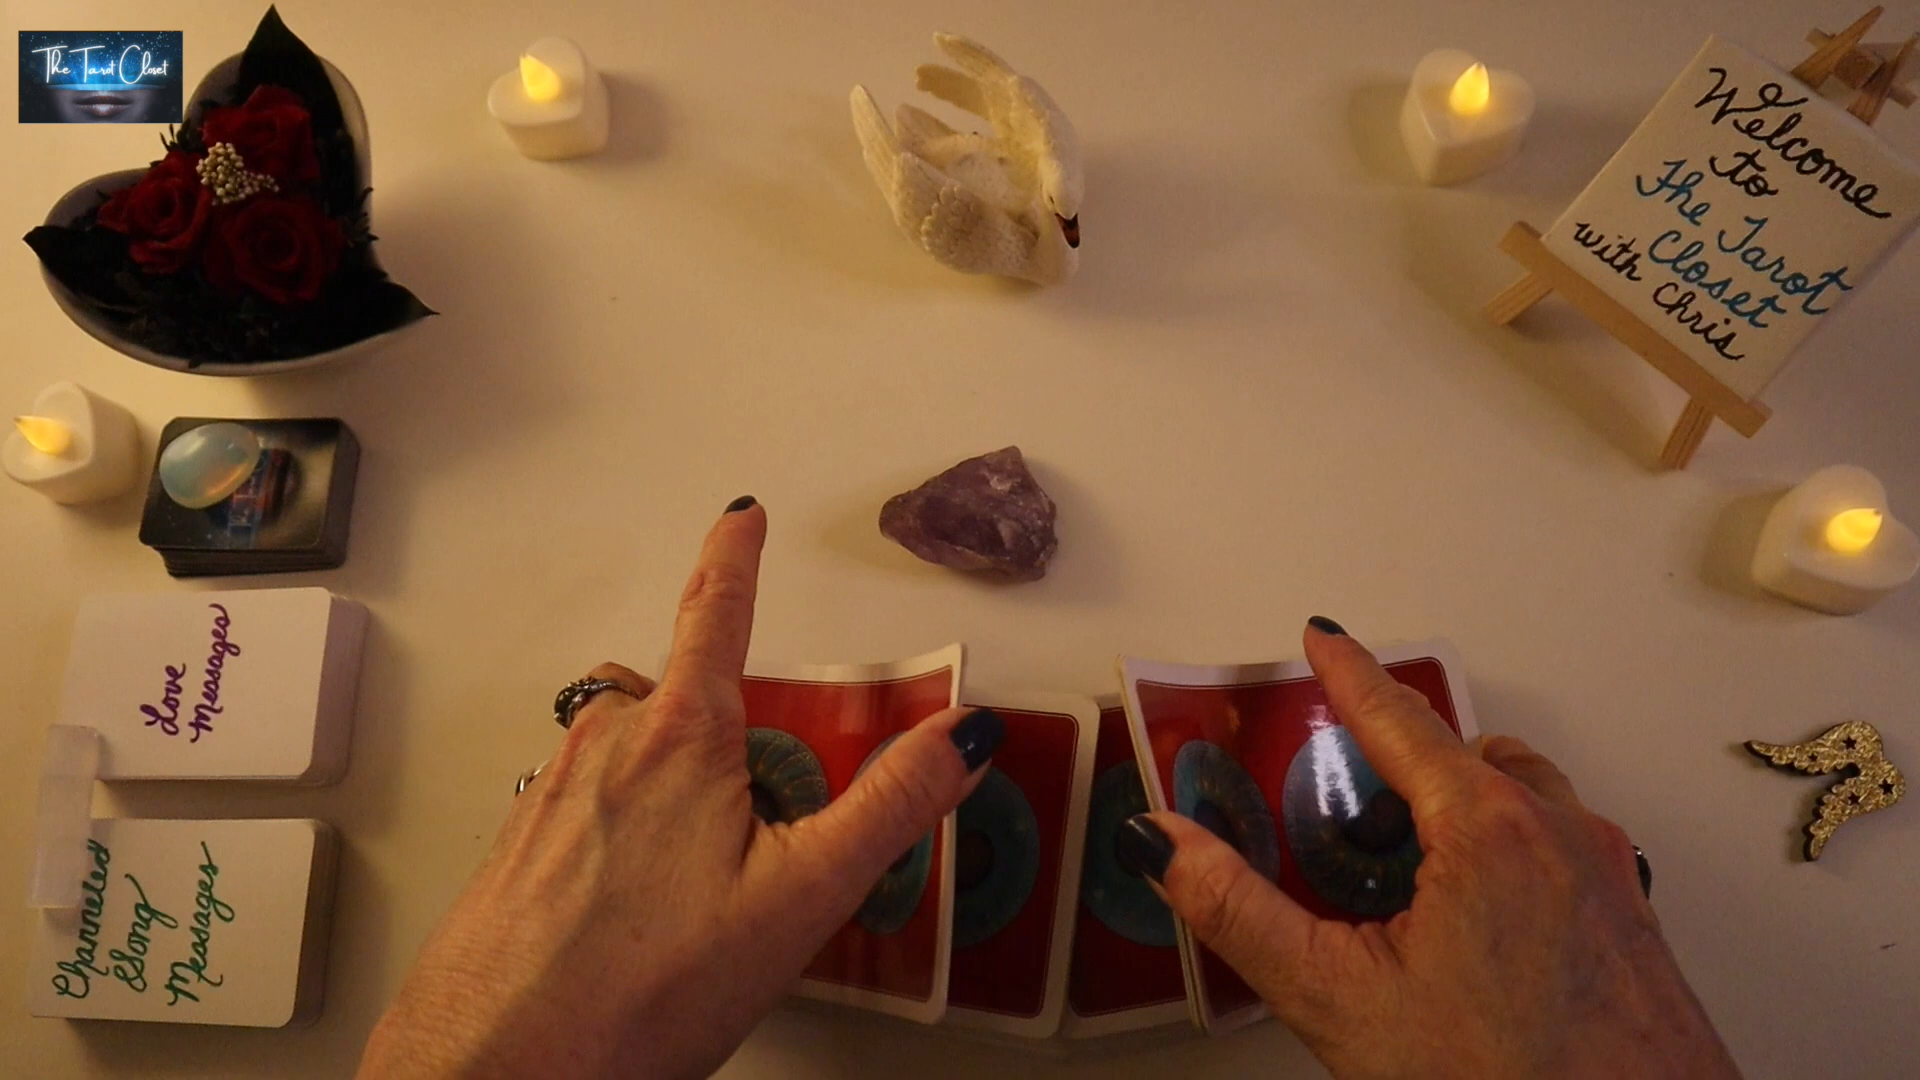 The Tarot Closet
Welcome
to
The Tarot
Closet
with Chris
Love
Messages
Channeled
Song
Messages